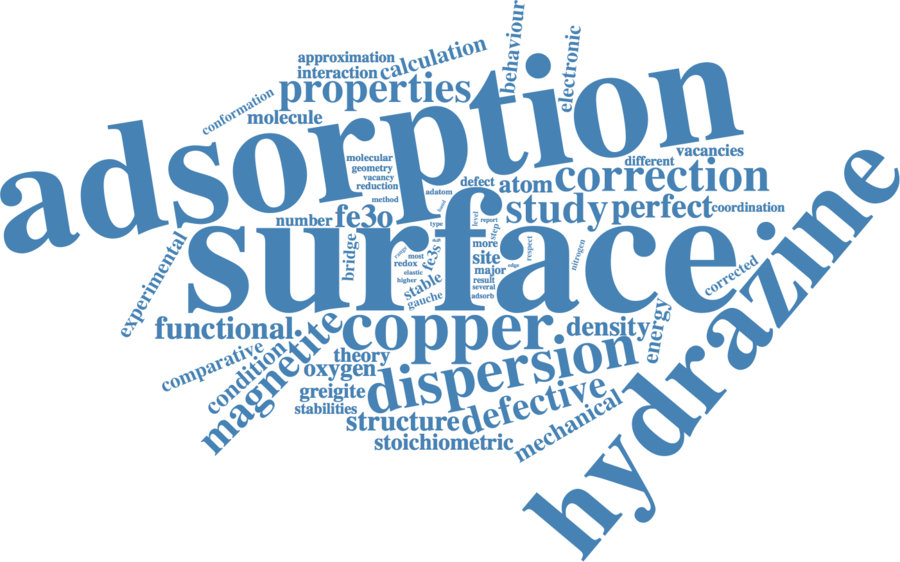 behaviour
electronic
approximation
calculation
interaction
properties
adsorption
conformation
molecule
vacancies
different
molecular
geometry
vacancy
reduction
method
adatom
defect
atom
correction
study
perfect
coordination
number
fe3o
type
level
report
step
surface
hydrazine
experimental
bridge
range
most
redox
elastic
higher
fe3s
stable
gauche
more
site
major
edge
result
several
adsorb
respect
nitrogen
corrected
functional
magnetite
copper
density
energy
comparative
condition
theory
oxygen
dispersion
greigite
stabilities
structure
defective
mechanical
stoichiometric